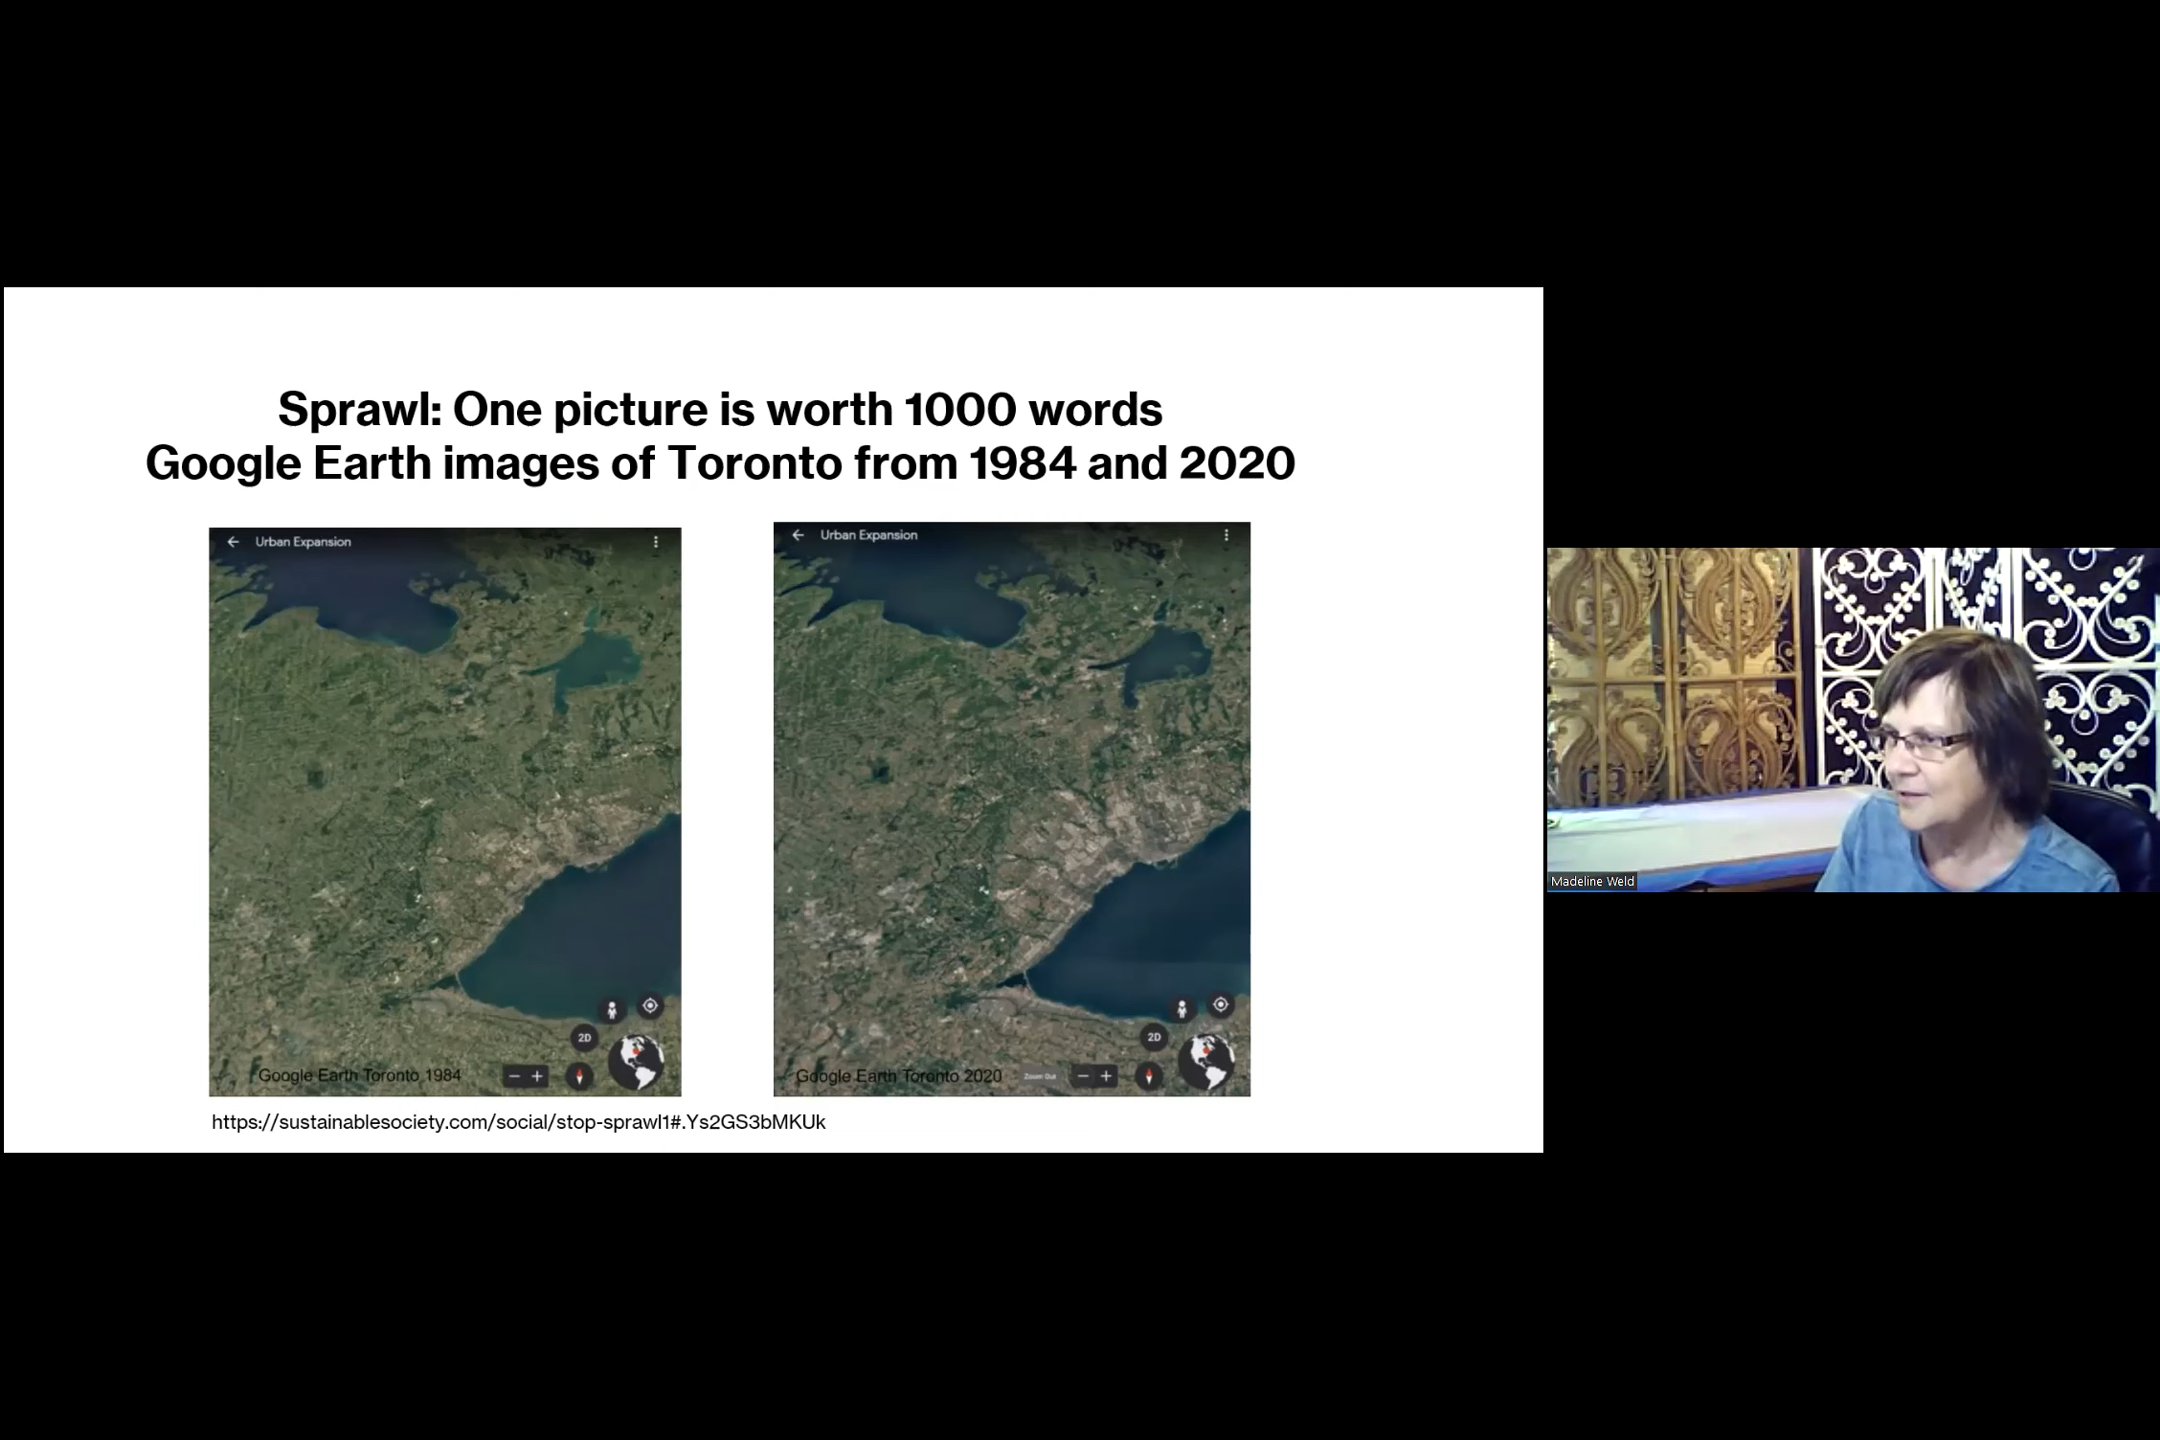 Sprawl: One picture is worth 1000 words
Google Earth images of Toronto from 1984 and 2020
Urban Expansion
2D
Google Earth Toronto 1984
Urban Expansion
2D
Google Earth Toronto 2020
Zoom Out
https://sustainablesociety.com/social/stop-sprawl1#.Ys2GS3bMKUk
Madeline Weld